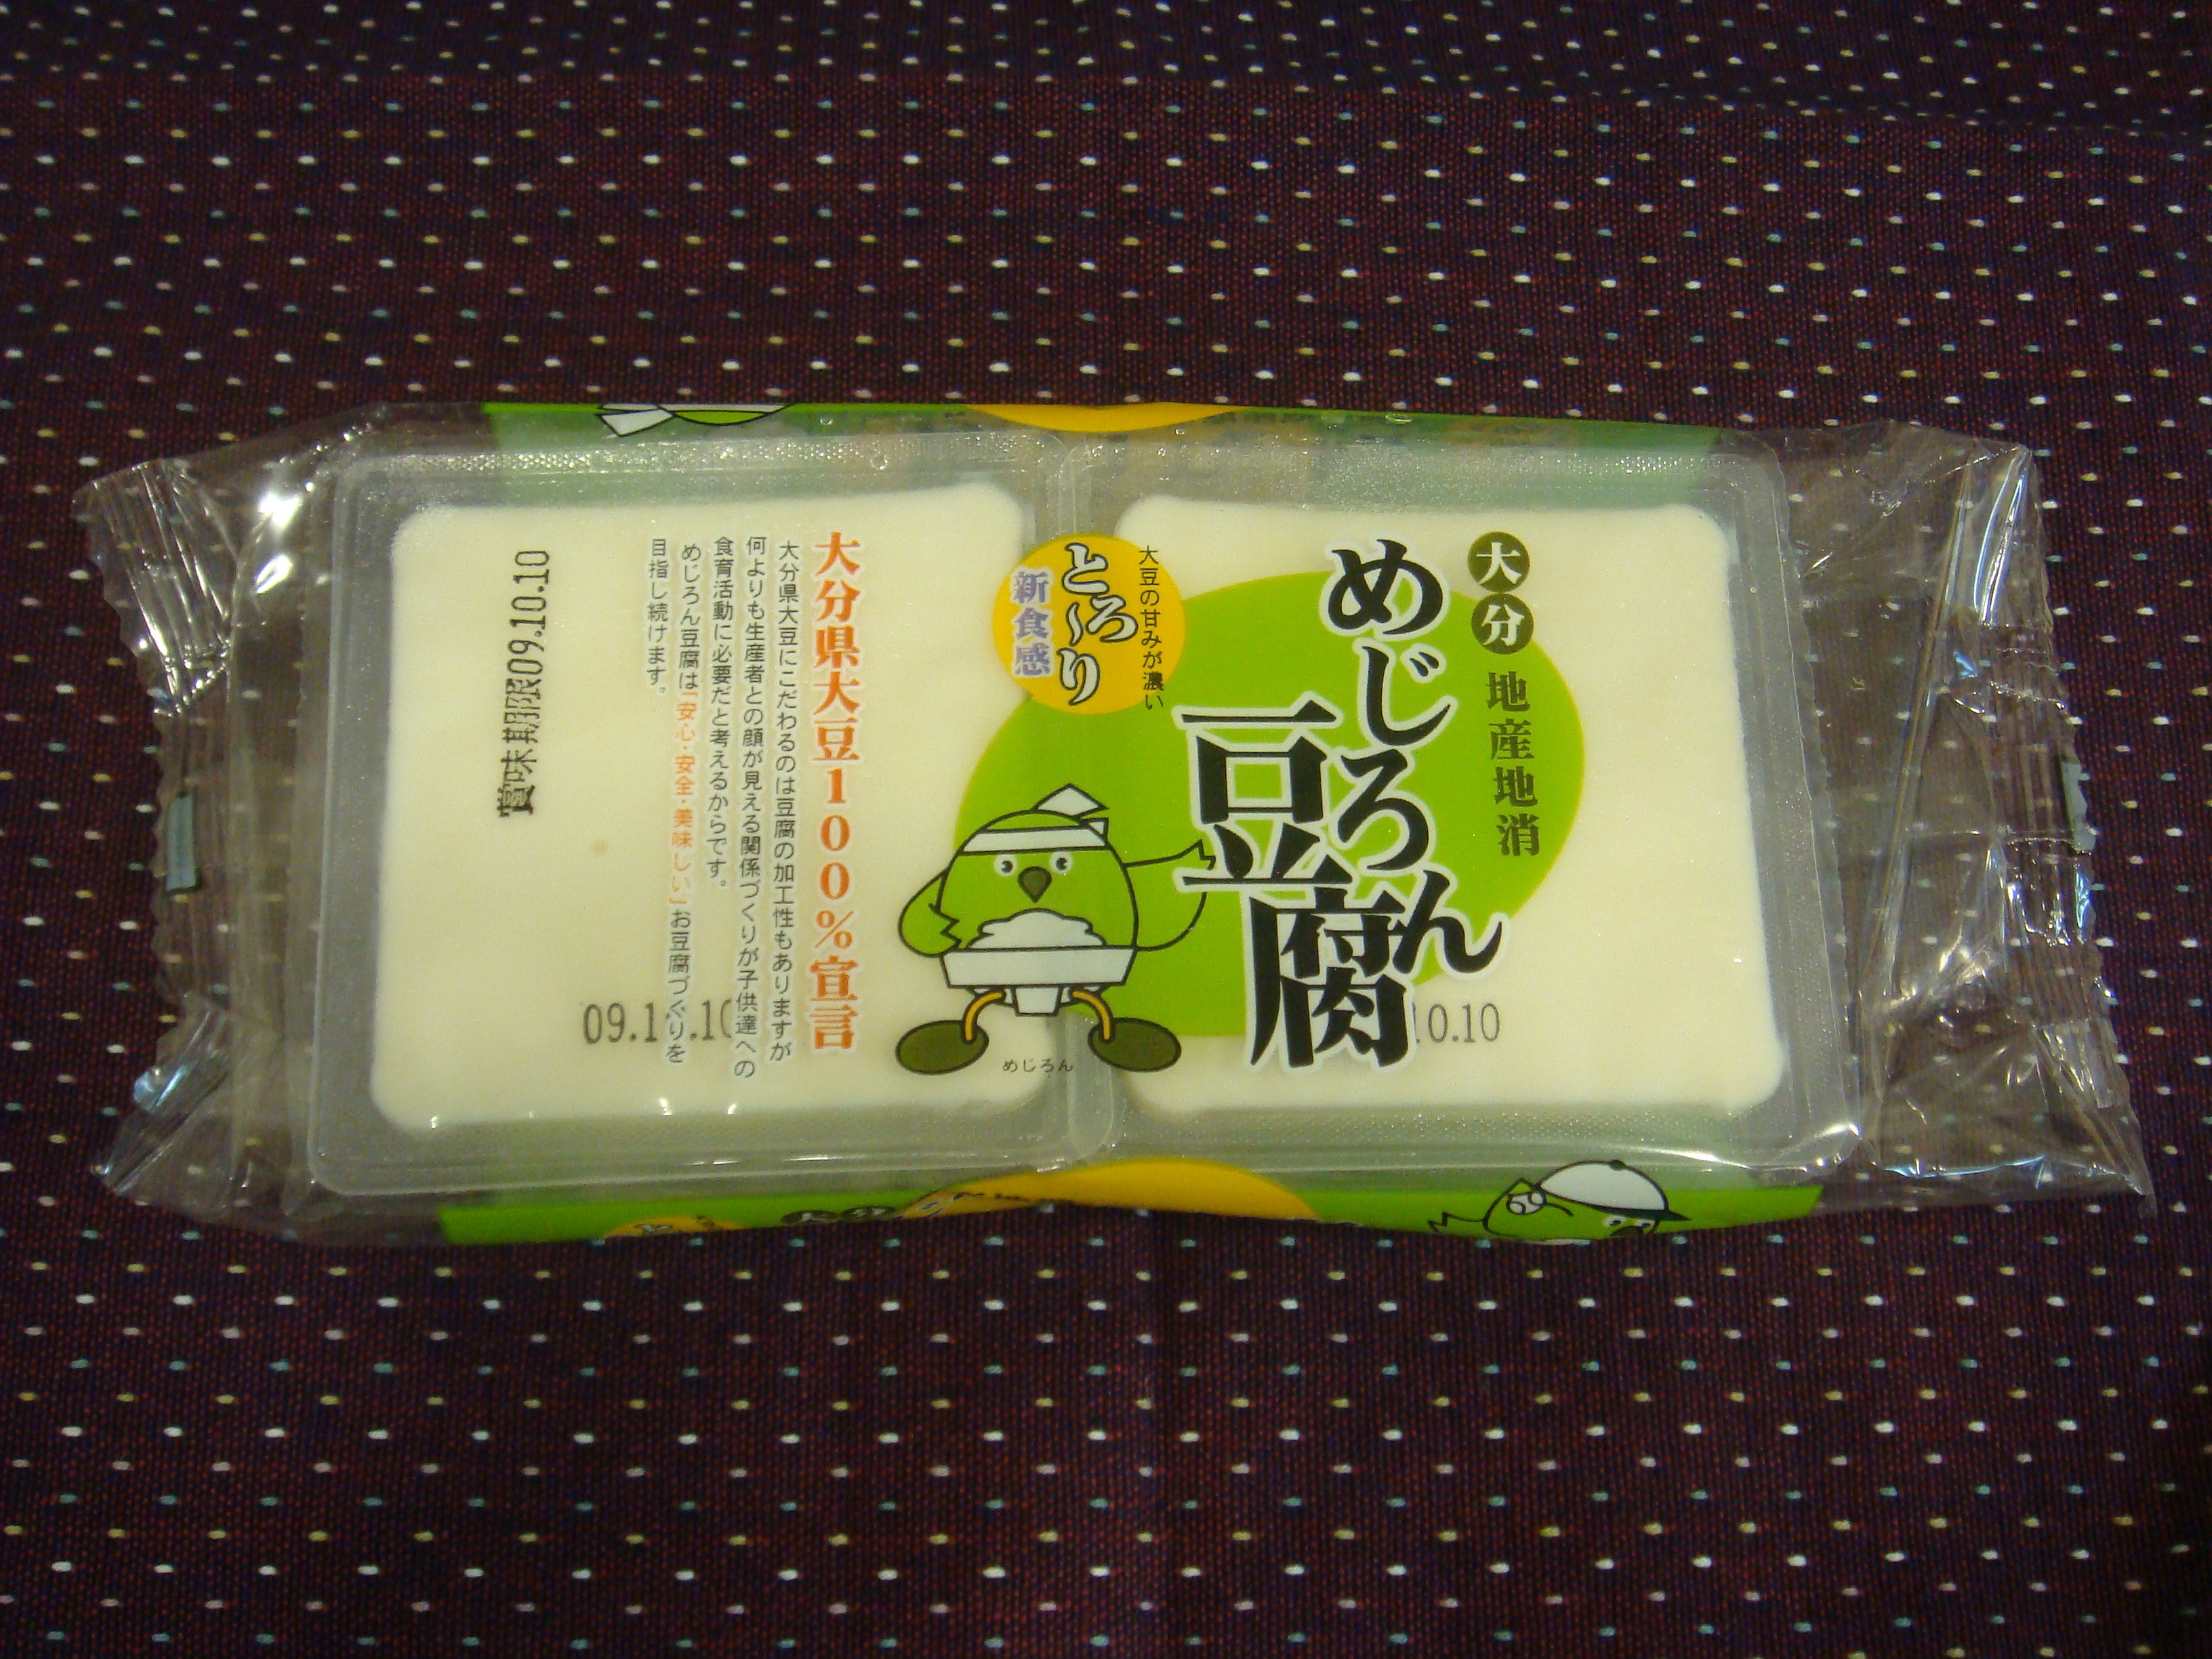 大分
地産地消
めじろん
豆腐
大豆の甘みが濃い
とろ〜り
新食感
めじろん
大分県大豆100%宣言
大分県大豆にこだわるのは豆腐の加工性もありますが
何よりも生産者との顔が見える関係づくりが子供達への
食育活動に必要だと考えるからです。
めじろん豆腐は「安心・安全・美味しい」お豆腐づくりを
目指し続けます。
賞味期限09.10.10
10.10